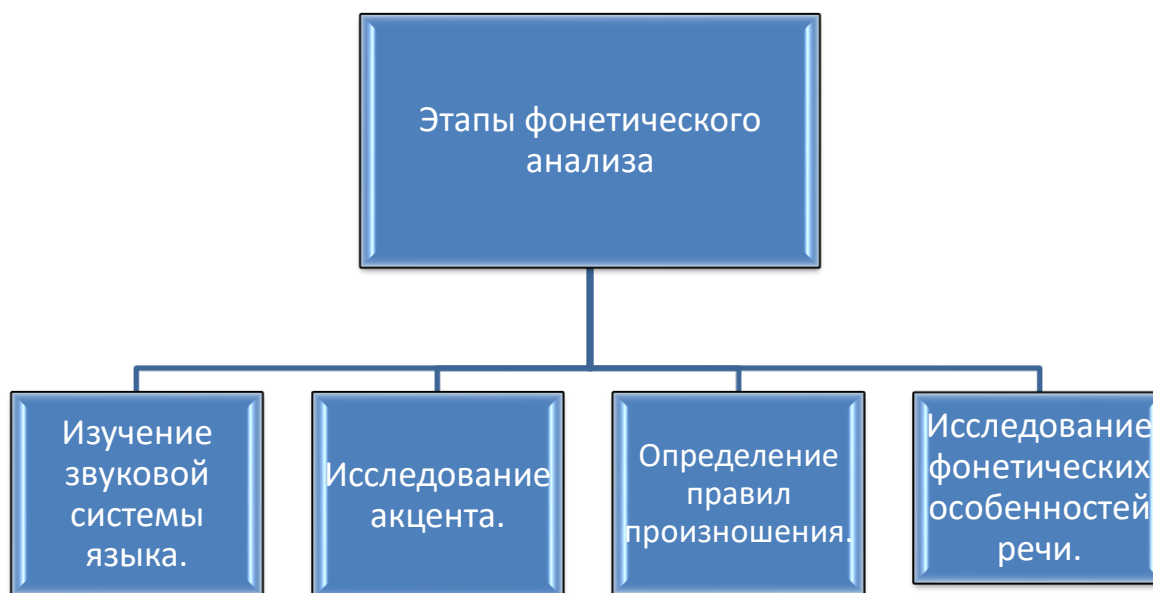 Этапы фонетического
анализа
Изучение
звуковой
системы
языка.
Исследование
акцента.
Определение
правил
произношения.
Исследование
фонетических
особенностей
речи.